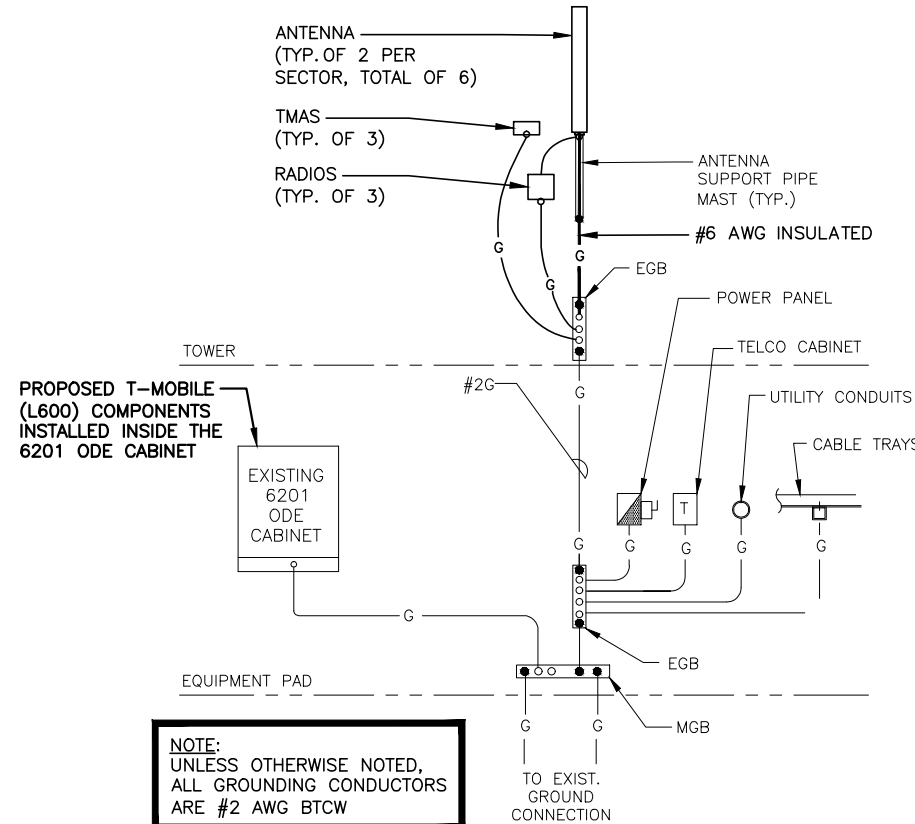 ANTENNA
(TYP. OF 2 PER
SECTOR, TOTAL OF 6)
TMAS
(TYP. OF 3)
RADIOS
(TYP. OF 3)
ANTENNA
SUPPORT PIPE
MAST (TYP.)
#6 AWG INSULATED
G
G
G
EGB
POWER PANEL
TOWER
TELCO CABINET
#2G
G
UTILITY CONDUITS
CABLE TRAYS
PROPOSED T-MOBILE
(L600) COMPONENTS
INSTALLED INSIDE THE
6201 ODE CABINET
EXISTING
6201
ODE
CABINET
T
G
G
G
G
G
G
EGB
EQUIPMENT PAD
MGB
G
G
TO EXIST.
GROUND
CONNECTION
NOTE:
UNLESS OTHERWISE NOTED,
ALL GROUNDING CONDUCTORS
ARE #2 AWG BTCW